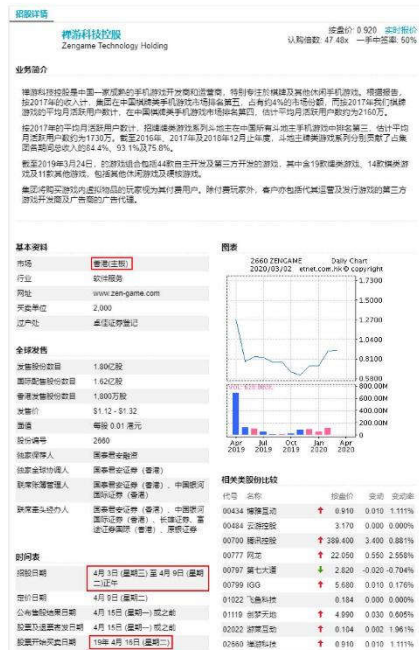 招股详情
禅游科技控股
Zengame Technology Holding
按盘价: 0.920 实时报价
认购倍数: 47.48x 一手中签率: 50%
业务简介
禅游科技控股是中国一家成熟的手机游戏开发商和运营商，特别专注於棋牌及其他休闲手机游戏。根据报告，
按2017年的收入计，集团在中国棋牌类手机游戏市场排名第五，占有约4%的市场份额，而按2017年我们棋牌
游戏的平均月活跃用户数计，在中国棋牌类手机游戏市场排名第四，估计平均月活跃用户数约为2160万。
按2017年的平均月活跃用户计，招牌牌类游戏系列斗地主在中国所有斗地主手机游戏中排名第三，估计平均
月活跃用户数约为1730万。截至2016年、2017年及2018年12月止年度，斗地主牌类游戏系列分别贡献了占集
团各期间总收入的84.4%、93.1%及75.8%。
截至2019年3月24日，的游戏组合包括44款自主开发及第三方开发的游戏，其中含19款牌类游戏、14款棋类游
戏及11款其他游戏，包括其他休闲游戏及硬核游戏。
集团将购买游戏内虚拟物品的玩家视为其付费用户。除付费玩家外，客户亦包括代其运营及发行游戏的第三方
游戏开发商及广告商的广告代理。
基本资料
市场 香港(主板)
行业 软件服务
网址 www.zen-game.com
买卖单位 2,000
过户处 卓佳证券登记
全球发售
发售股份数目 1.80亿股
国际配售股份数目 1.62亿股
香港发售股份数目 1,800万股
发售价 $1.12 - $1.32
面值 每股 0.01 港元
股份编号 2660
独家保荐人 国泰君安融资
独家全球协调人 国泰君安证券（香港）
联席账簿管理人 国泰君安证券（香港）、中国银河
国际证券（香港）
联席牵头经办人 国泰君安证券（香港）、中国银河
国际证券（香港）、长雄证券、富
途证券国际（香港）、原银证券
时间表
招股日期 4月 3日 (星期三) 至 4月 9日 (星期
二)正午
定价日期 4月 9日 (星期二)
公布售股结果日期 4月 15日 (星期一) 或之前
股票及退票寄发日期 4月 15日 (星期一) 或之前
股票开始买卖日期 19年 4月 16日 (星期二)
图表
2660 ZENGAME Daily Chart
2020/03/02 etnet.com.hk © copyright
1.7300
1.5000
1.2700
1.0400
0.8100
0.5800
800.00M
600.00M
400.00M
200.00M
Apr Jul Oct Jan Apr
2019 2019 2019 2020 2020
相关类股份比较
代号 名称 按盘价 变动 变动率
00434 博雅互动 0.910 0.010 1.111%
00484 云游控股 3.170 0.000 0.000%
00700 腾讯控股 389.400 3.400 0.881%
00777 网龙 22.050 0.550 2.558%
00797 第七大道 2.820 -0.020 -0.704%
00799 IGG 5.680 0.010 0.176%
01022 飞鱼科技 0.184 0.000 0.000%
01119 创梦天地 4.990 0.030 0.605%
02022 游莱互动 0.104 0.002 1.961%
02660 禅游科技 0.910 0.010 1.111%